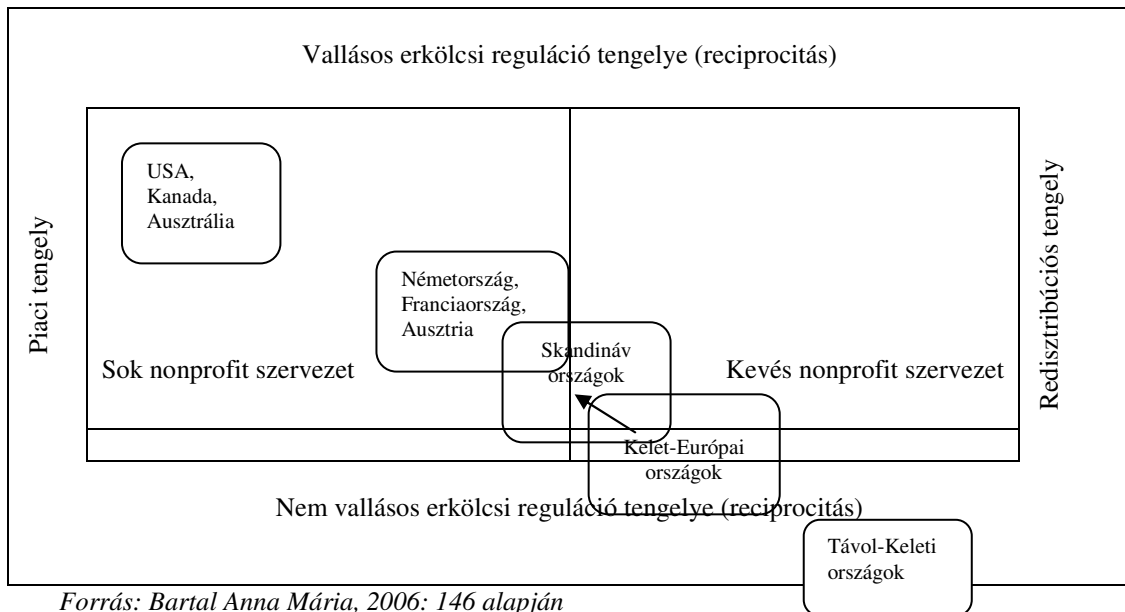 Vallásos erkölcsi reguláció tengelye (reciprocitás)
Piaci tengely
Redisztribúciós tengely
USA,
Kanada,
Ausztrália
Németország,
Franciaország,
Ausztria
Skandináv
országok
Sok nonprofit szervezet
Kevés nonprofit szervezet
Kelet-Európai
országok
Nem vallásos erkölcsi reguláció tengelye (reciprocitás)
Távol-Keleti
országok
Forrás: Bartal Anna Mária, 2006: 146 alapján